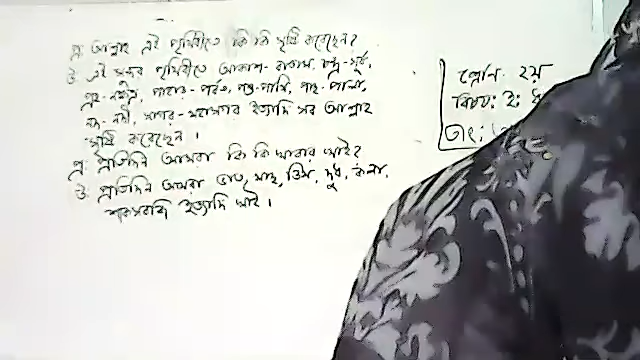 প্র: আল্লাহ এই পৃথিবীতে কি কি সৃষ্টি করেছেন?
উ: এই সুন্দর পৃথিবীতে আকাশ-বাতাস, চন্দ্র-সূর্য,
গ্রহ-নক্ষত্র, পাহাড়-পর্বত, পশু-পাখি, গাছ-পালা,
নদ-নদী, সাগর-মহাসাগর ইত্যাদি সব আল্লাহ
সৃষ্টি করেছেন।
প্র: প্রতিদিন আমরা কি কি খাবার খাই?
উ: প্রতিদিন আমরা ভাত, মাছ, ডিম, দুধ, কলা,
শাকসবজি ইত্যাদি খাই।
শ্রেণি: ২য়
বিষয়: ই:
তাং: